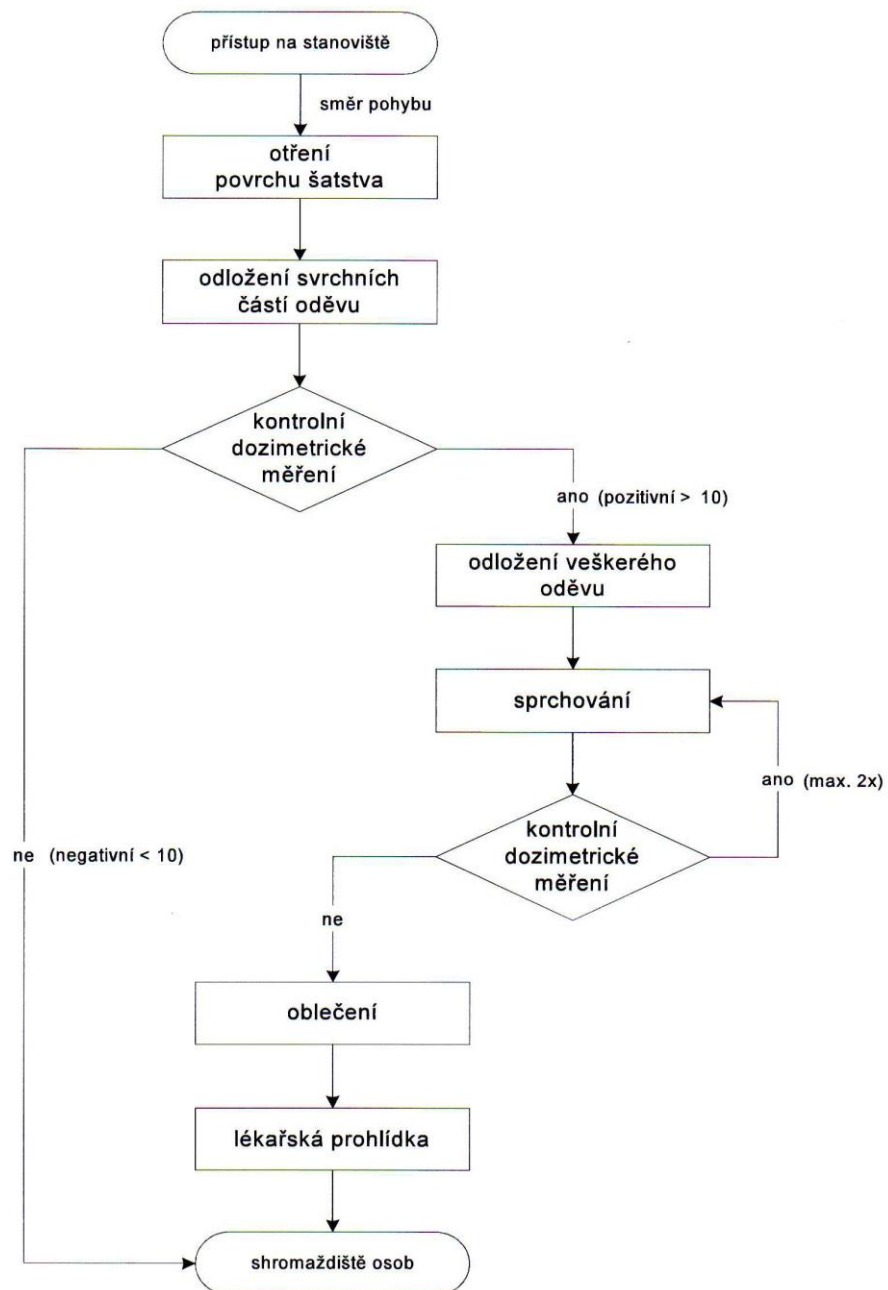 přístup na stanoviště
směr pohybu
otření
povrchu šatstva
odložení svrchních
částí oděvu
kontrolní
dozimetrické
měření
ano (pozitivní > 10)
odložení veškerého
oděvu
sprchování
ano (max. 2x)
kontrolní
dozimetrické
měření
ne (negativní < 10)
ne
oblečení
lékařská prohlídka
shromaždiště osob